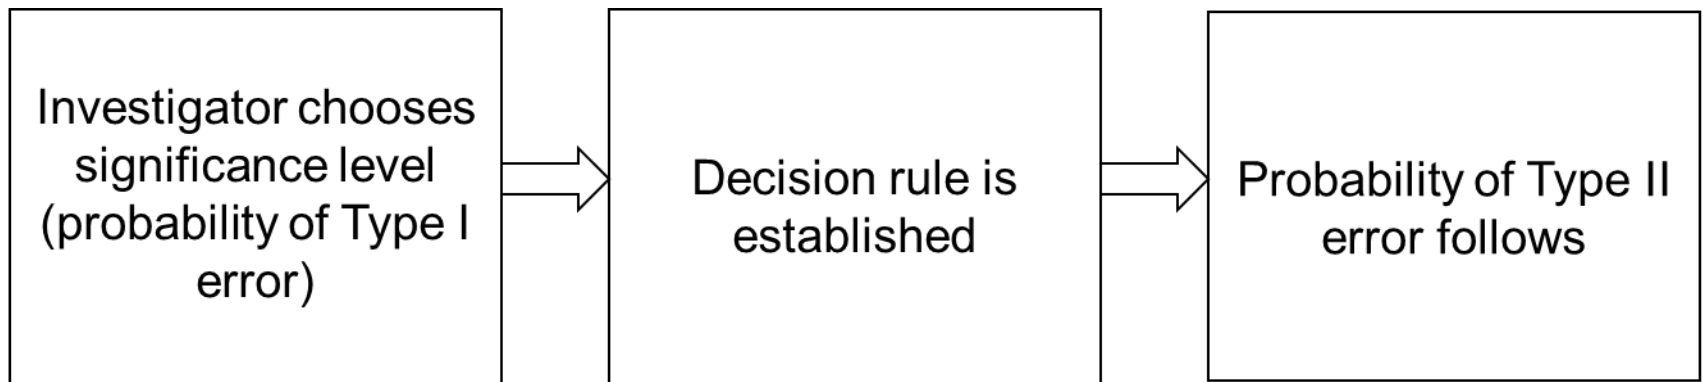 Investigator chooses
significance level
(probability of Type I
error)
Decision rule is
established
Probability of Type II
error follows